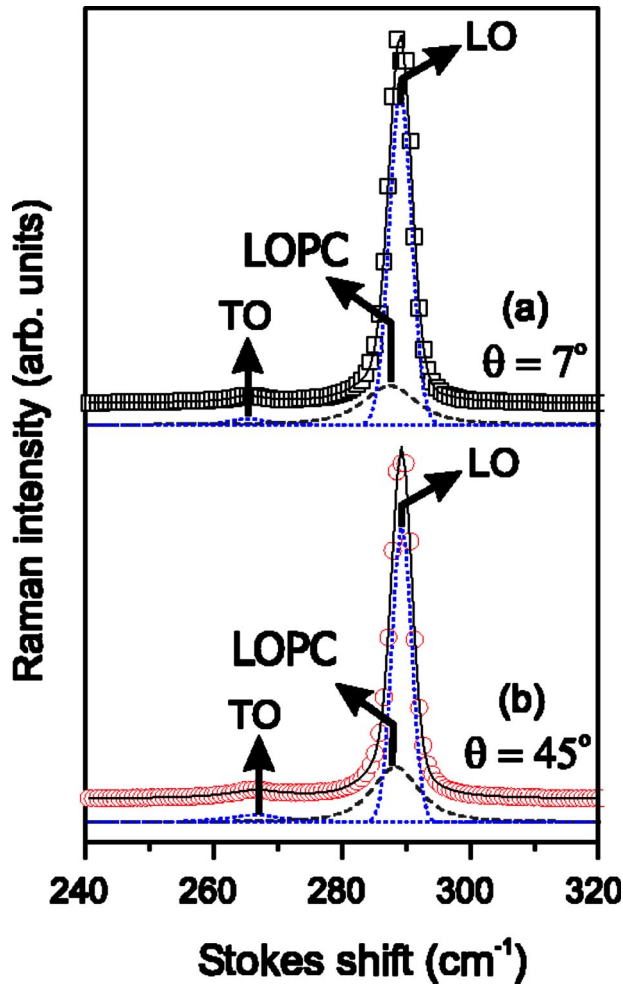 LO
LOPC
TO
(a)
θ = 7°
LO
LOPC
TO
(b)
θ = 45°
Raman intensity (arb. units)
240 260 280 300 320
Stokes shift (cm⁻¹)